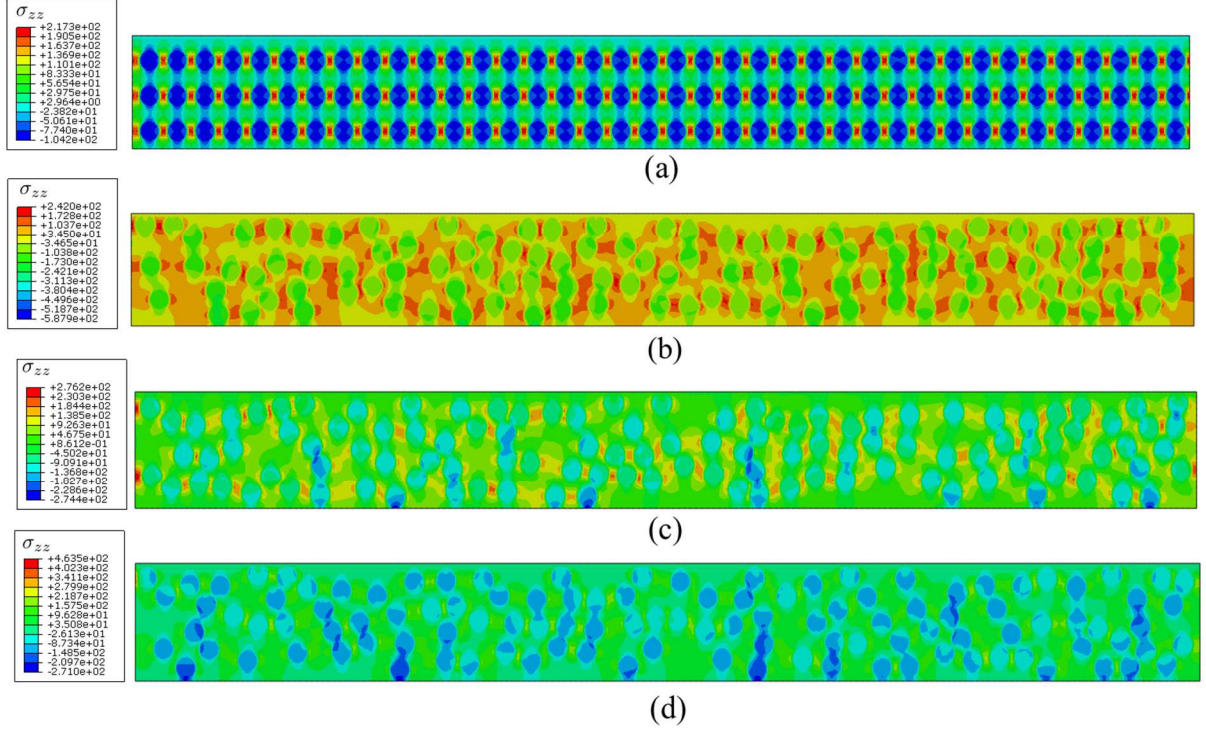 σzz
+2.173e+02
+1.905e+02
+1.637e+02
+1.369e+02
+1.101e+02
+8.333e+01
+5.654e+01
+2.975e+01
+2.964e+00
-2.382e+01
-5.061e+01
-7.740e+01
-1.042e+02
(a)
σzz
+2.420e+02
+1.728e+02
+1.037e+02
+3.450e+01
-3.465e+01
-1.038e+02
-1.730e+02
-2.421e+02
-3.113e+02
-3.804e+02
-4.496e+02
-5.187e+02
-5.879e+02
(b)
σzz
+2.762e+02
+2.303e+02
+1.844e+02
+1.385e+02
+9.263e+01
+4.675e+01
+8.612e-01
-4.502e+01
-9.091e+01
-1.368e+02
-1.027e+02
-2.286e+02
-2.744e+02
(c)
σzz
+4.635e+02
+4.023e+02
+3.411e+02
+2.799e+02
+2.187e+02
+1.575e+02
+9.628e+01
+3.508e+01
-2.613e+01
-8.734e+01
-1.485e+02
-2.097e+02
-2.710e+02
(d)